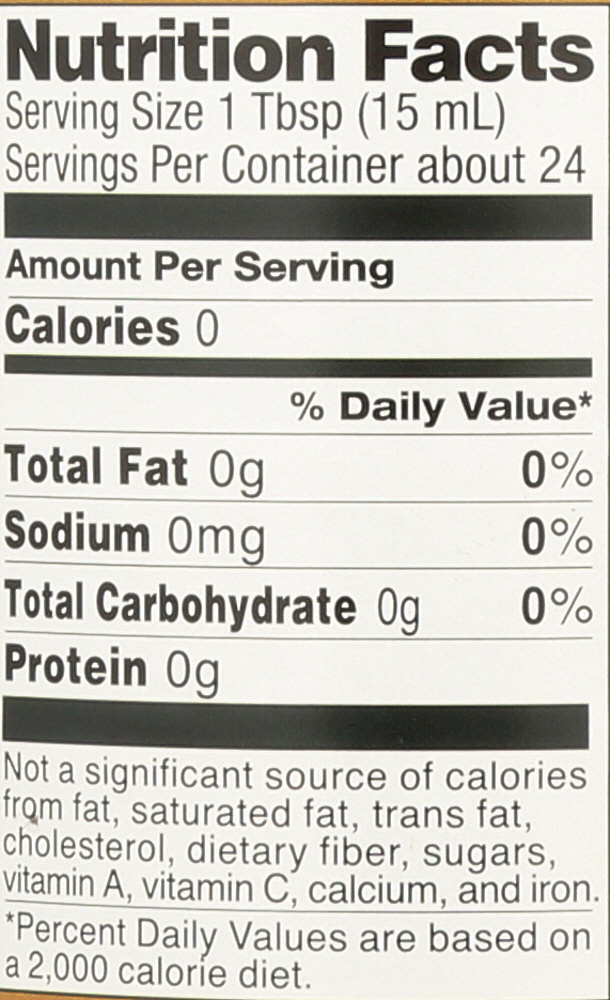 Nutrition Facts
Serving Size 1 Tbsp (15 mL)
Servings Per Container about 24
Amount Per Serving
Calories 0
% Daily Value*
Total Fat 0g 0%
Sodium 0mg 0%
Total Carbohydrate 0g 0%
Protein 0g
Not a significant source of calories
from fat, saturated fat, trans fat,
cholesterol, dietary fiber, sugars,
vitamin A, vitamin C, calcium, and iron.
*Percent Daily Values are based on
a 2,000 calorie diet.